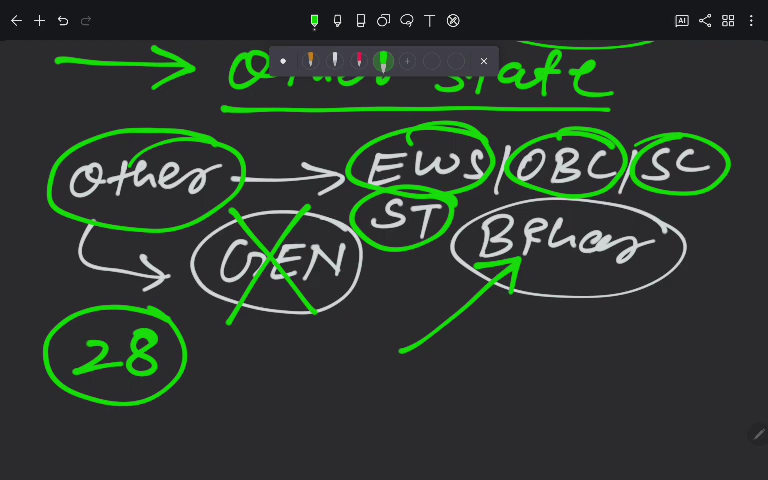 Other state
Other → EWS/OBC/SC
ST
GEN
Bihar
28